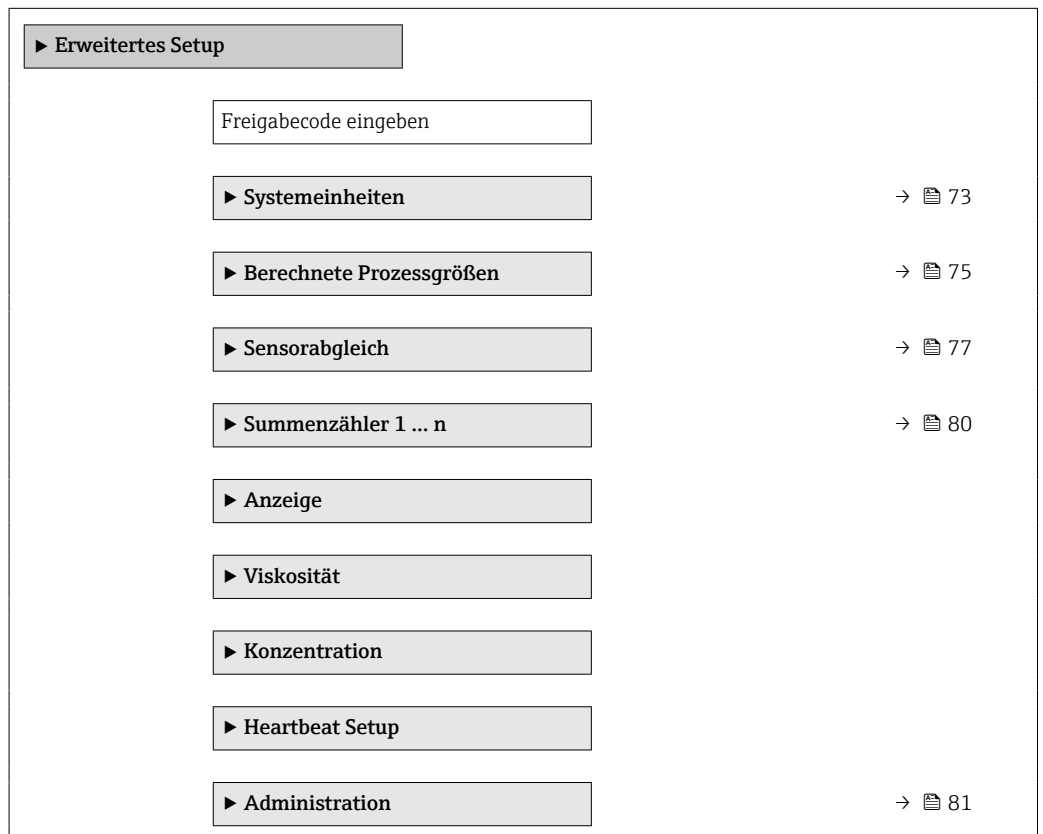 ▶ Erweitertes Setup
Freigabecode eingeben
▶ Systemeinheiten → 73
▶ Berechnete Prozessgrößen → 75
▶ Sensorabgleich → 77
▶ Summenzähler 1 ... n → 80
▶ Anzeige
▶ Viskosität
▶ Konzentration
▶ Heartbeat Setup
▶ Administration → 81